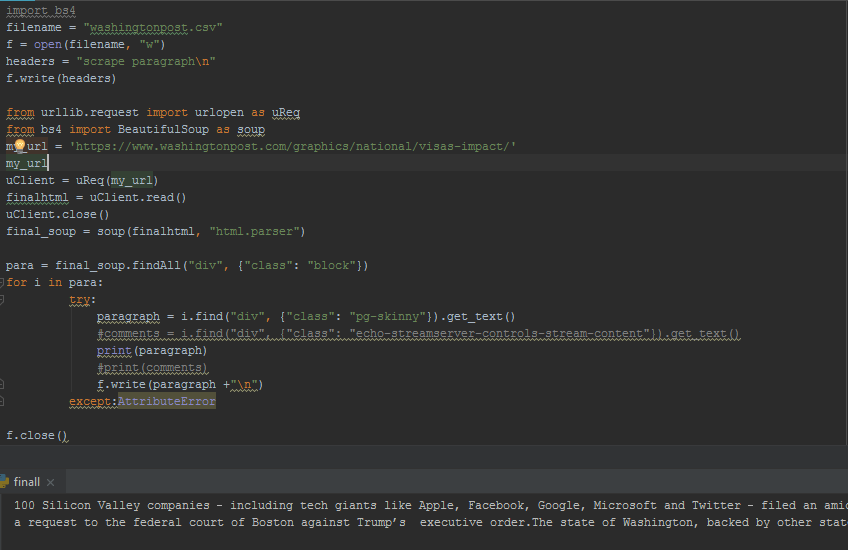 import bs4
filename = "washingtonpost.csv"
f = open(filename, "w")
headers = "scrape paragraph\n"
f.write(headers)
from urllib.request import urlopen as uReq
from bs4 import BeautifulSoup as soup
my_url = 'https://www.washingtonpost.com/graphics/national/visas-impact/'
my_url
uClient = uReq(my_url)
finalhtml = uClient.read()
uClient.close()
final_soup = soup(finalhtml, "html.parser")
para = final_soup.findAll("div", {"class": "block"})
for i in para:
try:
paragraph = i.find("div", {"class": "pg-skinny"}).get_text()
#comments = i.find("div", {"class": "echo-streamserver-controls-stream-content"}).get_text()
print(paragraph)
#print(comments)
f.write(paragraph +"\n")
except:AttributeError
f.close()
finall
100 Silicon Valley companies - including tech giants like Apple, Facebook, Google, Microsoft and Twitter - filed an
a request to the federal court of Boston against Trump's  executive order.The state of Washington, backed by other